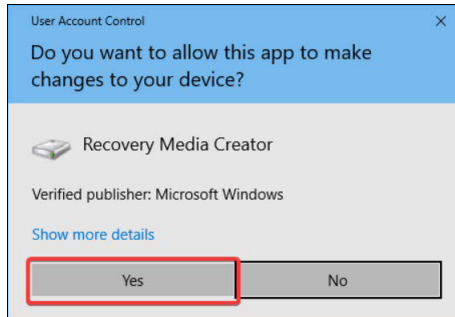 User Account Control
Do you want to allow this app to make
changes to your device?
Recovery Media Creator
Verified publisher: Microsoft Windows
Show more details
Yes No